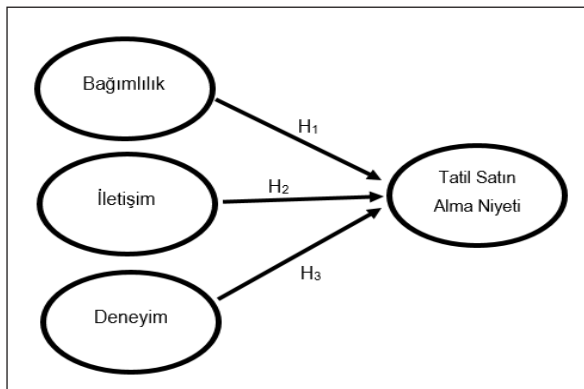 Bağımlılık
H₁
İletişim
H₂
Tatil Satın
Alma Niyeti
Deneyim
H₃